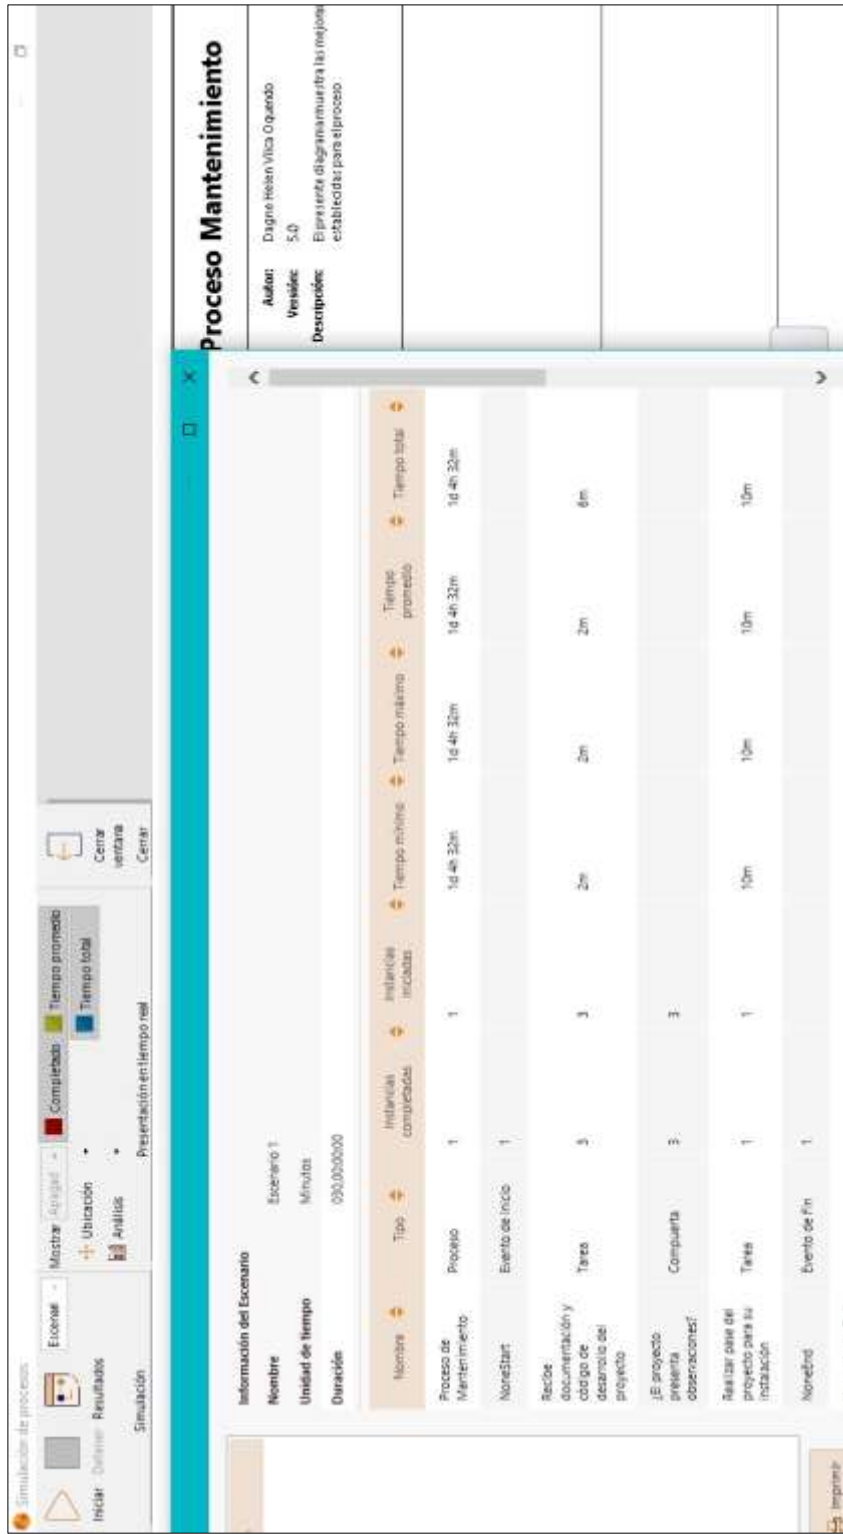 Simulación de procesos
Iniciar
Detener
Resultados
Simulación
Escenar
Mostrar
Apagad
Completado
Tiempo promedio
Ubicación
Tiempo total
Análisis
Presentación en tiempo real
Cerrar
ventana
Cerrar
Proceso Mantenimiento
Autor: Dagne Helen Vilca Oquendo
Versión: 5.0
Descripción: El presente diagrama muestra las mejoras
establecidas para el proceso
Información del Escenario
Nombre Escenario 1
Unidad de tiempo Minutos
Duración 030,00:00:00
Nombre Tipo Instancias completadas Instancias iniciadas Tiempo mínimo Tiempo máximo Tiempo promedio Tiempo total
Proceso de Mantenimiento Proceso 1 1 1d 4h 32m 1d 4h 32m 1d 4h 32m 1d 4h 32m
NoneStart Evento de inicio 1
Recibe documentación y código de desarrollo del proyecto Tarea 3 3 2m 2m 2m 6m
¿El proyecto presenta observaciones? Compuerta 3 3
Realizar pase del proyecto para su instalación Tarea 1 1 10m 10m 10m 10m
NoneEnd Evento de Fin 1
Imprimir